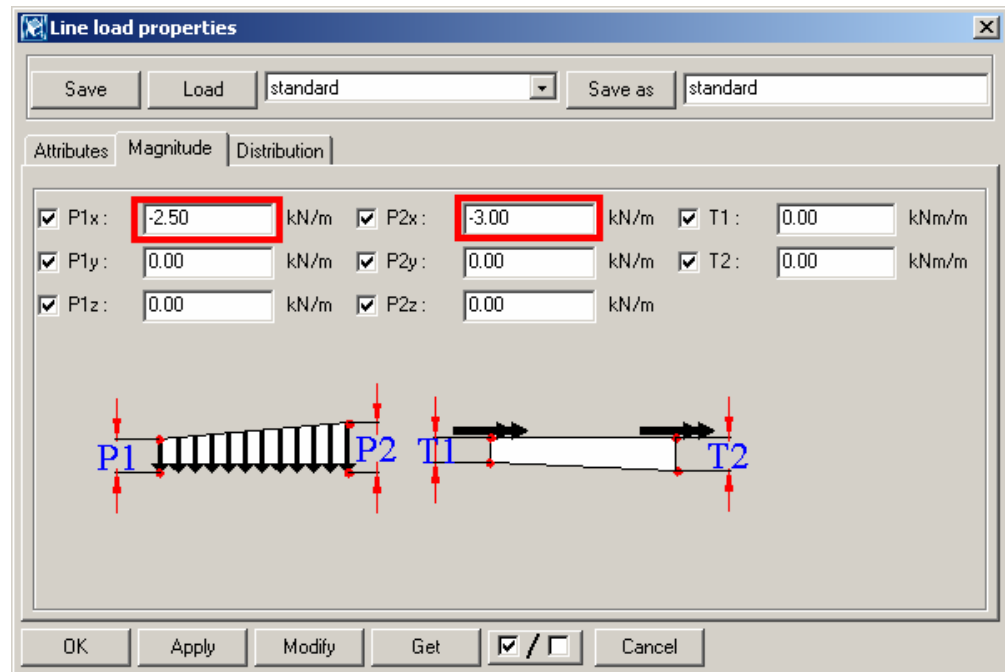 Line load properties
Save Load standard Save as standard
Attributes Magnitude Distribution
P1x : -2.50 kN/m P2x : -3.00 kN/m T1 : 0.00 kNm/m
P1y : 0.00 kN/m P2y : 0.00 kN/m T2 : 0.00 kNm/m
P1z : 0.00 kN/m P2z : 0.00 kN/m
P1 P2 T1 T2
OK Apply Modify Get / Cancel